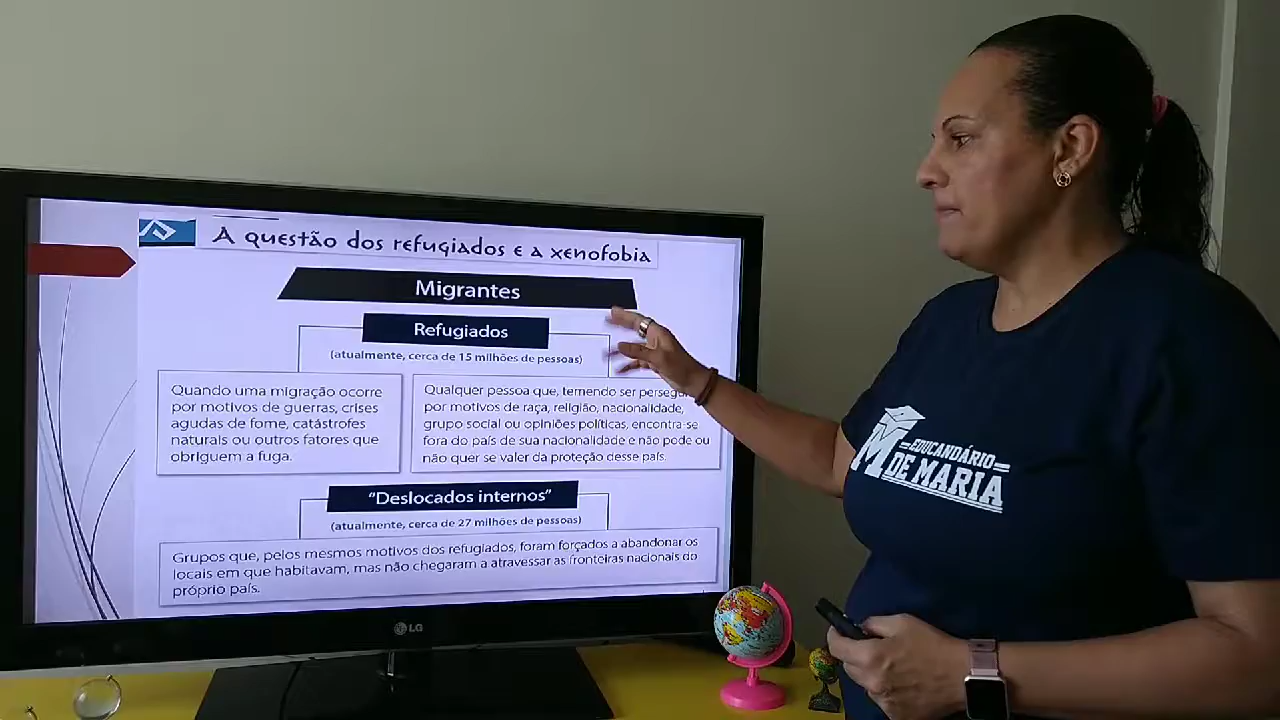 A questão dos refugiados e a xenofobia
Migrantes
Refugiados
(atualmente, cerca de 15 milhões de pessoas)
Quando uma migração ocorre
por motivos de guerras, crises
agudas de fome, catástrofes
naturais ou outros fatores que
obriguem a fuga.
Qualquer pessoa que, temendo ser
por motivos de raça, religião, nacionalidade,
grupo social ou opiniões políticas, encontra-se
fora do país de sua nacionalidade e não pode ou
não quer se valer da proteção desse país.
"Deslocados internos"
(atualmente, cerca de 27 milhões de pessoas)
Grupos que, pelos mesmos motivos dos refugiados, foram forçados a abandonar os
locais em que habitavam, mas não chegaram a atravessar as fronteiras nacionais do
próprio país.
LG
M EDUCANDÁRIO
DE MARIA